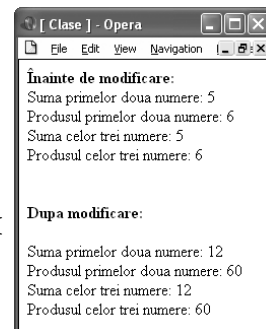 [ Clase ] - Opera
File Edit View Navigation
Înainte de modificare:
Suma primelor doua numere: 5
Produsul primelor doua numere: 6
Suma celor trei numere: 5
Produsul celor trei numere: 6
Dupa modificare:
Suma primelor doua numere: 12
Produsul primelor doua numere: 60
Suma celor trei numere: 12
Produsul celor trei numere: 60